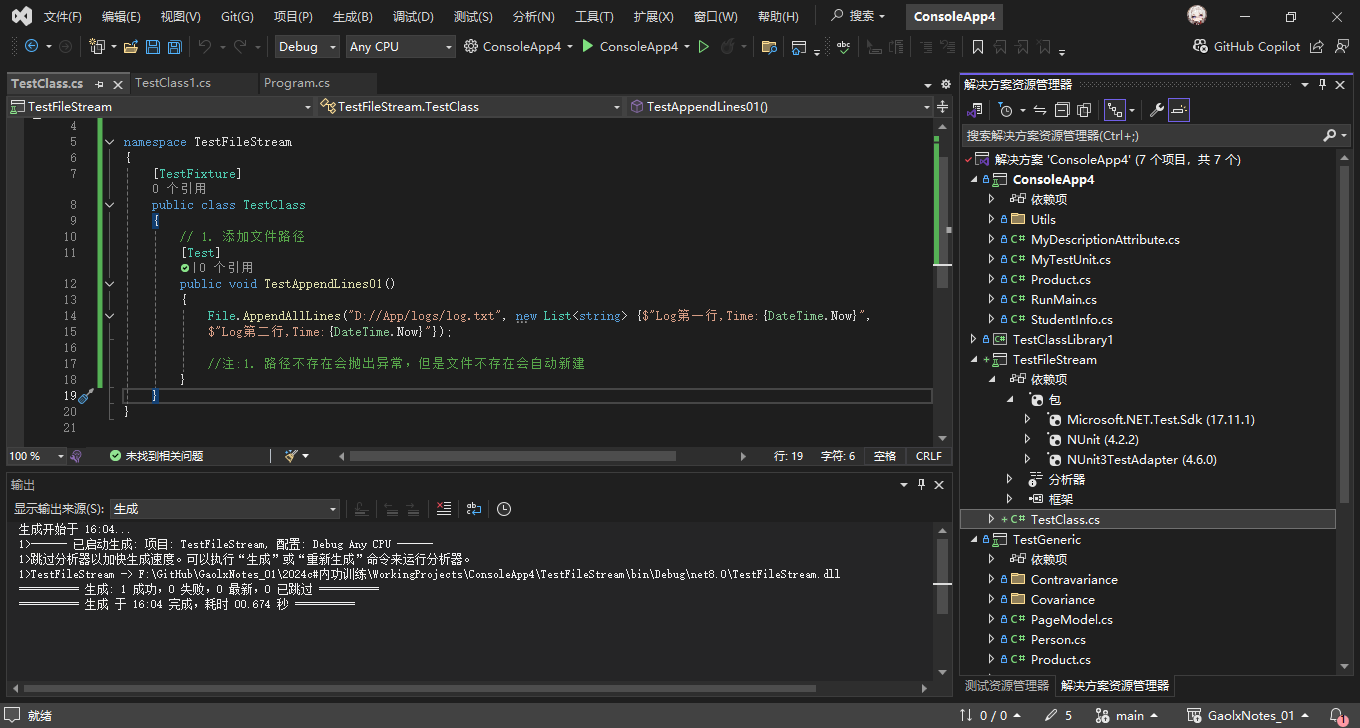 文件(F) 编辑(E) 视图(V) Git(G) 项目(P) 生成(B) 调试(D) 测试(S) 分析(N) 工具(T) 扩展(X) 窗口(W) 帮助(H) 搜索 ConsoleApp4
Debug Any CPU ConsoleApp4 ConsoleApp4 abc GitHub Copilot
TestClass.cs TestClass1.cs Program.cs
TestFileStream TestFileStream.TestClass TestAppendLines01()
4
5 namespace TestFileStream
6 {
7 [TestFixture]
0 个引用
8 public class TestClass
9 {
10 // 1. 添加文件路径
11 [Test]
|0 个引用
12 public void TestAppendLines01()
13 {
14 File.AppendAllLines("D://App/logs/log.txt", new List<string> {$"Log第一行,Time:{DateTime.Now}",
15 $"Log第二行,Time:{DateTime.Now}"});
16
17 //注:1. 路径不存在会抛出异常，但是文件不存在会自动新建
18 }
19 }
20 }
21
100 % 未找到相关问题 行: 19 字符: 6 空格 CRLF
输出
显示输出来源(S): 生成
生成开始于 16:04...
1>------ 已启动生成: 项目: TestFileStream, 配置: Debug Any CPU ------
1>跳过分析器以加快生成速度。可以执行“生成”或“重新生成”命令来运行分析器。
1>TestFileStream -> F:\GitHub\GaolxNotes_01\2024c#内功训练\WorkingProjects\ConsoleApp4\TestFileStream\bin\Debug\net8.0\TestFileStream.dll
========== 生成: 1 成功，0 失败，0 最新，0 已跳过 ==========
========== 生成 于 16:04 完成，耗时 00.674 秒 ==========
解决方案资源管理器
搜索解决方案资源管理器(Ctrl+;)
解决方案 'ConsoleApp4' (7 个项目，共 7 个)
ConsoleApp4
依赖项
Utils
C# MyDescriptionAttribute.cs
C# MyTestUnit.cs
C# Product.cs
C# RunMain.cs
C# StudentInfo.cs
C# TestClassLibrary1
TestFileStream
依赖项
包
Microsoft.NET.Test.Sdk (17.11.1)
NUnit (4.2.2)
NUnit3TestAdapter (4.6.0)
分析器
框架
C# TestClass.cs
TestGeneric
依赖项
Contravariance
Covariance
C# PageModel.cs
C# Person.cs
C# Product.cs
测试资源管理器 解决方案资源管理器
就绪 0 / 0 5 main GaolxNotes_01 1